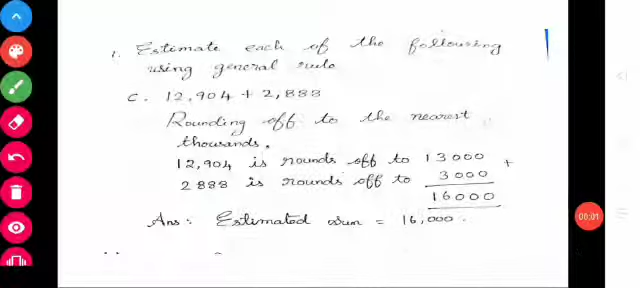 1. Estimate each of the following
using general rule
c. 12,904 + 2,888
Rounding off to the nearest
thousands.
12,904 is rounds off to 13000 +
2888 is rounds off to 3000
16000
Ans: Estimated sum = 16,000.
00:01